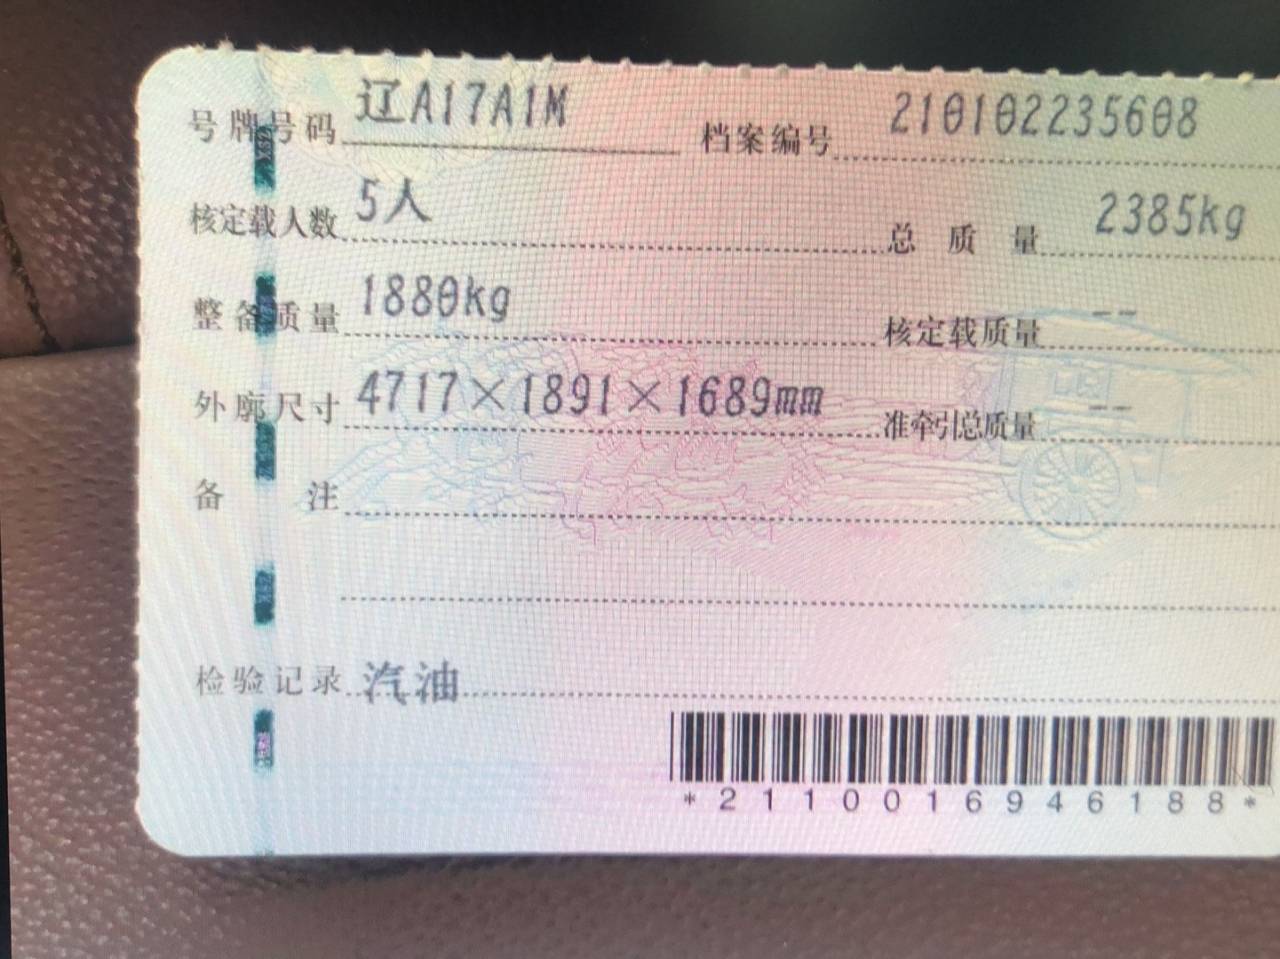 号牌号码 辽A17A1M 档案编号 210102235608
核定载人数 5人 总质量 2385kg
整备质量 1880kg 核定载质量 --
外廓尺寸 4717×1891×1689mm 准牵引总质量 --
备注
检验记录 汽油
*2110016946188*